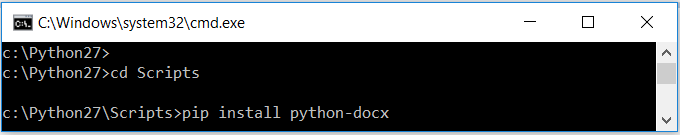 C:\Windows\system32\cmd.exe
c:\Python27>
c:\Python27>cd Scripts
c:\Python27\Scripts>pip install python-docx